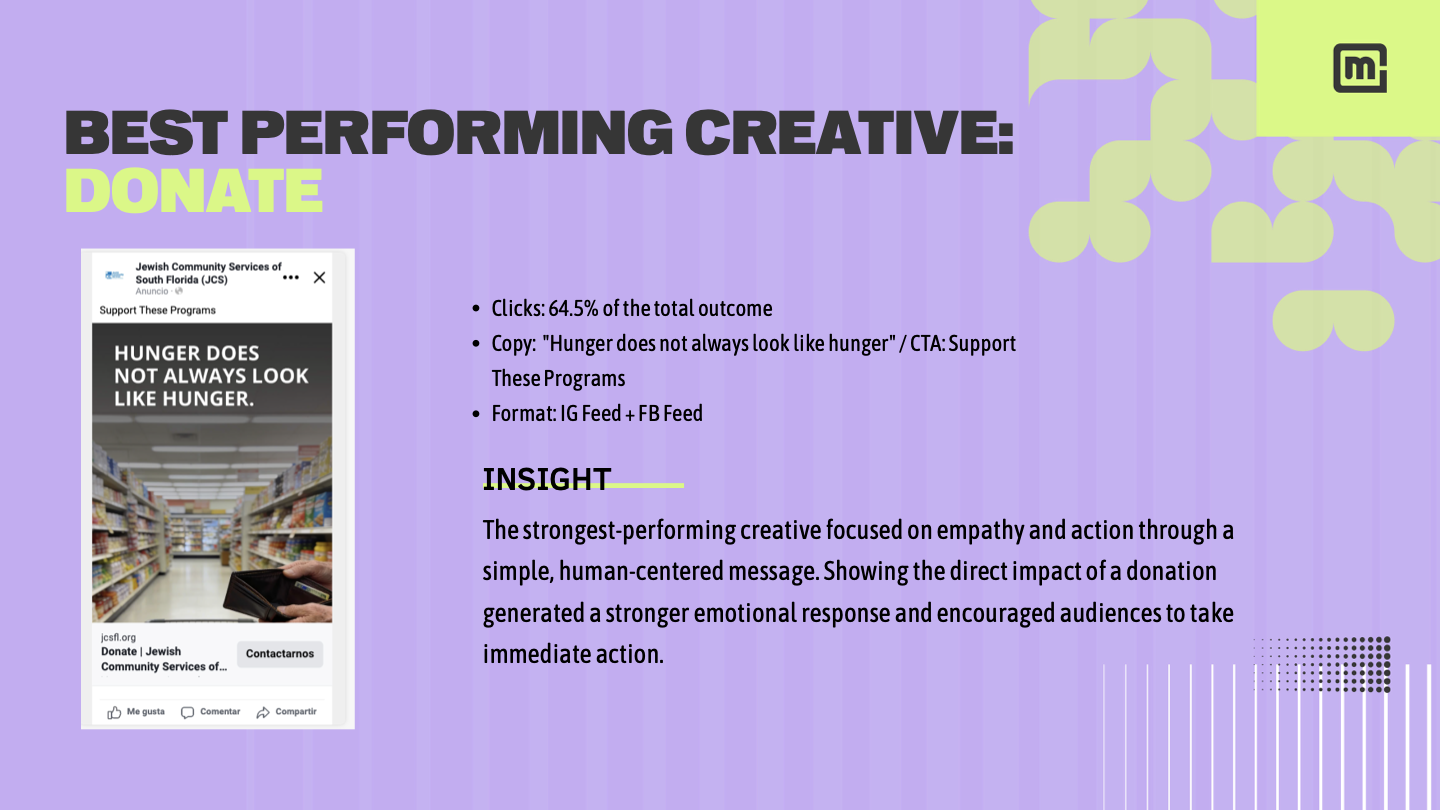 BEST PERFORMING CREATIVE:
DONATE
Jewish Community Services of
South Florida (JCS)
Anuncio ·
Support These Programs
HUNGER DOES
NOT ALWAYS LOOK
LIKE HUNGER.
jcsfl.org
Donate | Jewish
Community Services of...
Contactarnos
Me gusta
Comentar
Compartir
• Clicks: 64.5% of the total outcome
• Copy: "Hunger does not always look like hunger" / CTA: Support
These Programs
• Format: IG Feed + FB Feed
INSIGHT
The strongest-performing creative focused on empathy and action through a
simple, human-centered message. Showing the direct impact of a donation
generated a stronger emotional response and encouraged audiences to take
immediate action.
m